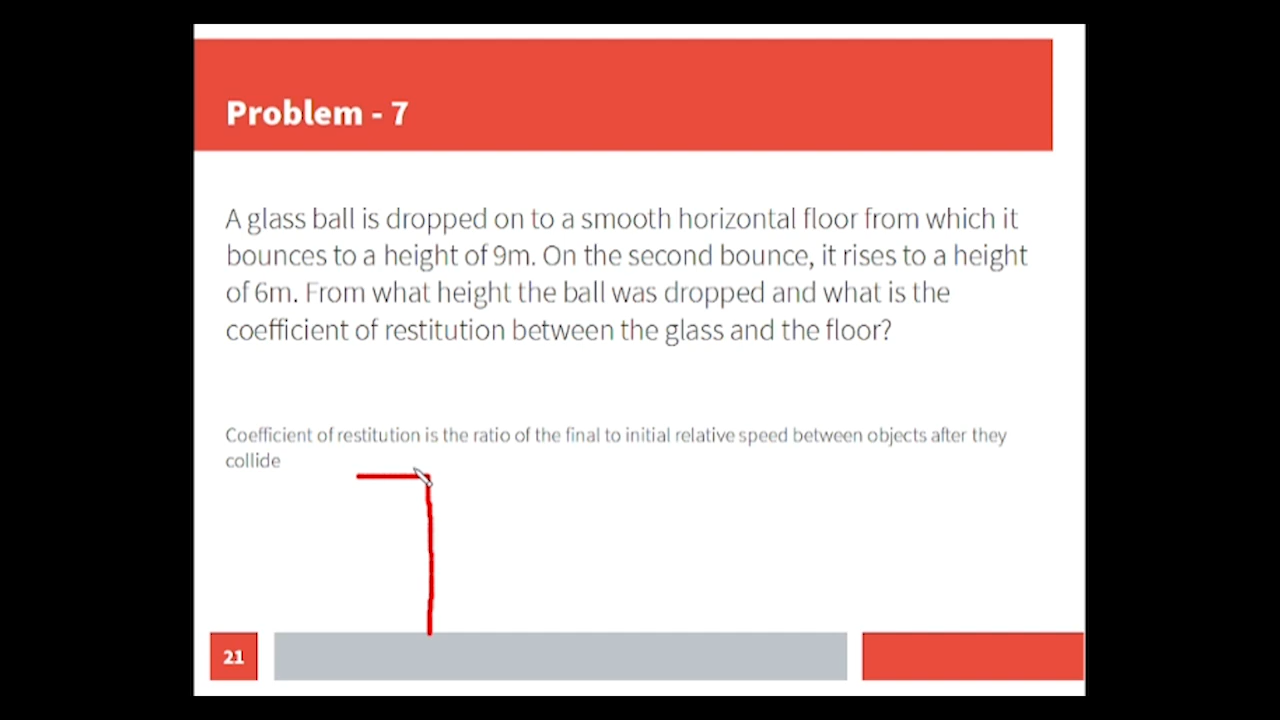 Problem - 7
A glass ball is dropped on to a smooth horizontal floor from which it
bounces to a height of 9m. On the second bounce, it rises to a height
of 6m. From what height the ball was dropped and what is the
coefficient of restitution between the glass and the floor?
Coefficient of restitution is the ratio of the final to initial relative speed between objects after they
collide
21